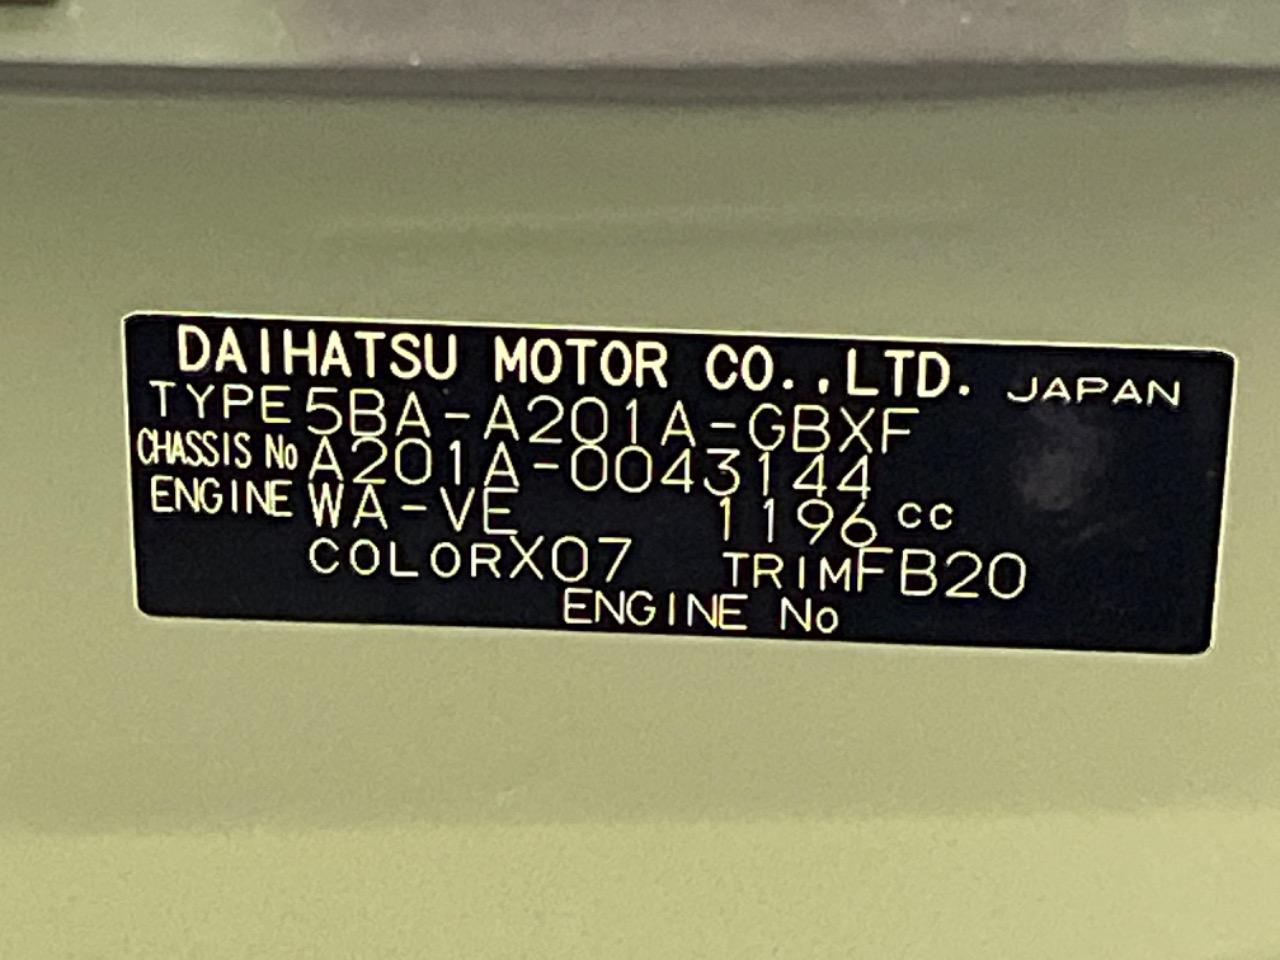 DAIHATSU MOTOR CO.,LTD. JAPAN
TYPE 5BA-A201A-GBXF
CHASSIS No A201A-0043144
ENGINE WA-VE 1196 cc
COLOR X07 TRIM FB20
ENGINE No